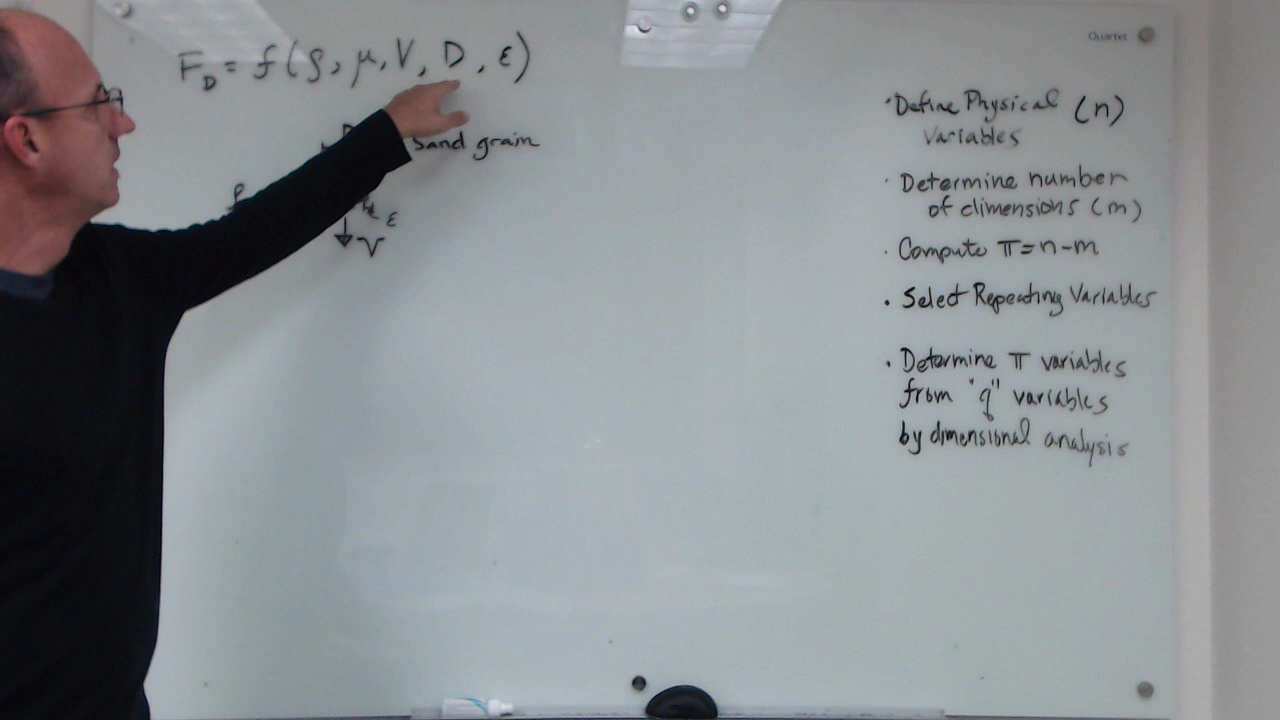 F_D = f(ρ, μ, V, D, ε)
sand grain
ρ
ε
V
Quartet
• Define Physical (n)
Variables
• Determine number
of dimensions (m)
• Compute π = n-m
• Select Repeating Variables
• Determine π variables
from "q" variables
by dimensional analysis